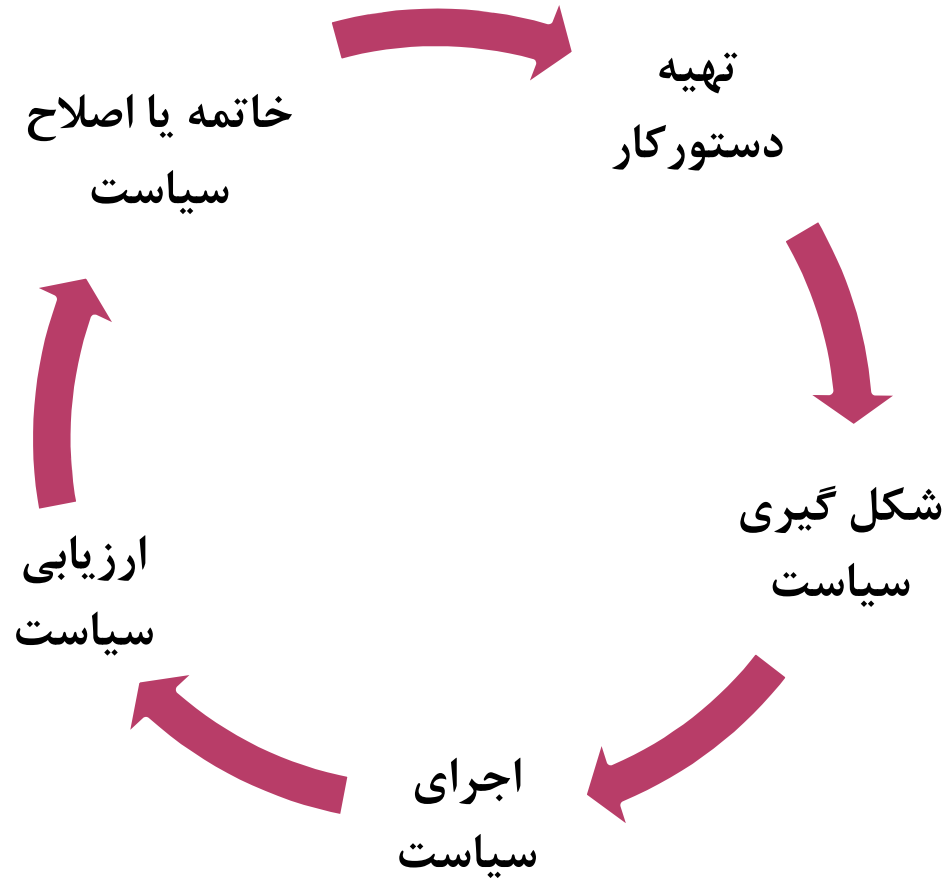 تهیه
دستورکار
شکل گیری
سیاست
اجرای
سیاست
ارزیابی
سیاست
خاتمه یا اصلاح
سیاست